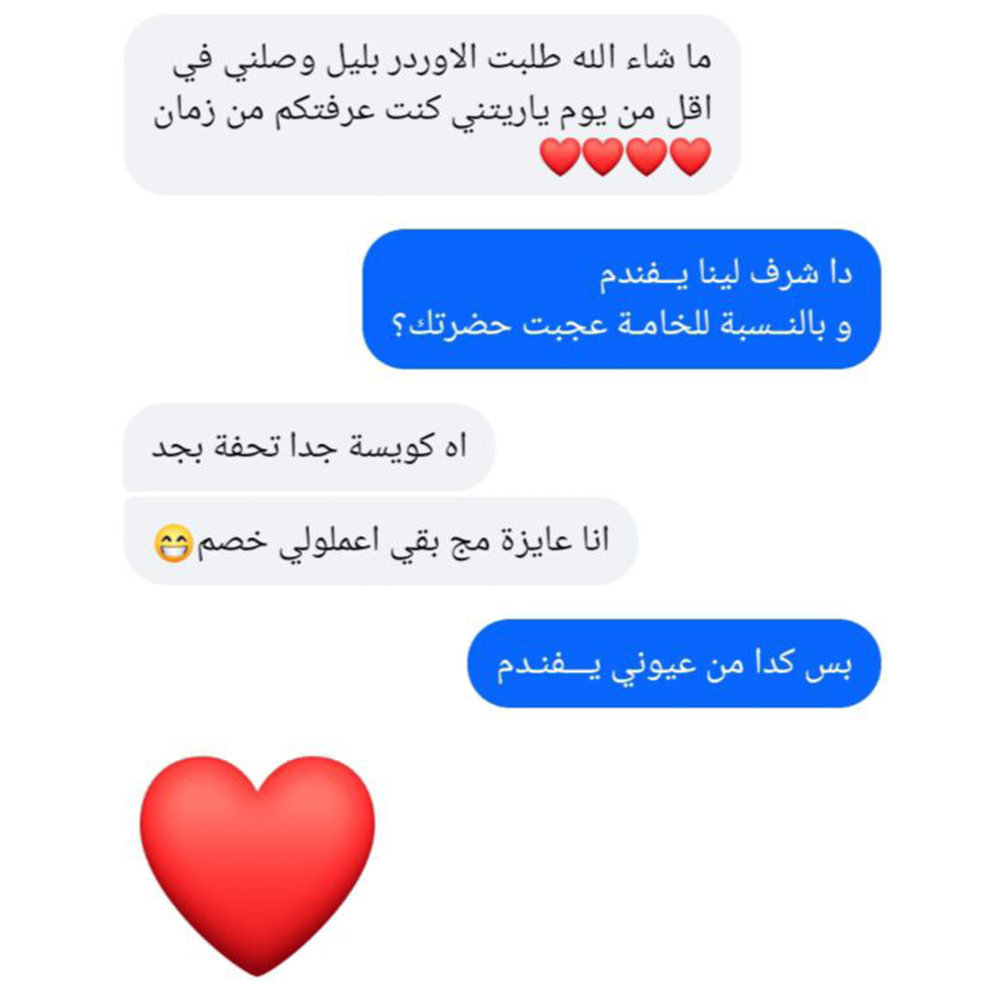 ما شاء الله طلبت الاوردر بليل وصلني في
اقل من يوم ياريتني كنت عرفتكم من زمان
❤️❤️❤️❤️
دا شرف لينا يــفندم
و بالنــسبة للخامـة عجبت حضرتك؟
اه كويسة جدا تحفة بجد
انا عايزة مج بقي اعملولي خصم😁
بس كدا من عيوني يـــفنـدم
❤️